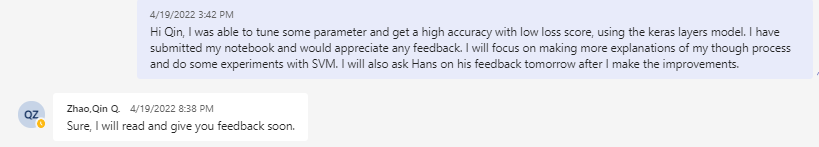 4/19/2022 3:42 PM
Hi Qin, I was able to tune some parameter and get a high accuracy with low loss score, using the keras layers model. I have
submitted my notebook and would appreciate any feedback. I will focus on making more explanations of my though process
and do some experiments with SVM. I will also ask Hans on his feedback tomorrow after I make the improvements.
QZ
Zhao,Qin Q. 4/19/2022 8:38 PM
Sure, I will read and give you feedback soon.